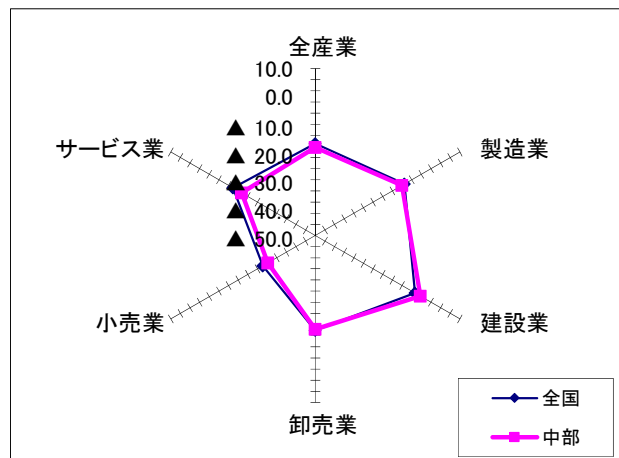 全産業
10.0
0.0
▲ 10.0
▲ 20.0
▲ 30.0
▲ 40.0
▲ 50.0
サービス業
製造業
小売業
建設業
卸売業
全国
中部